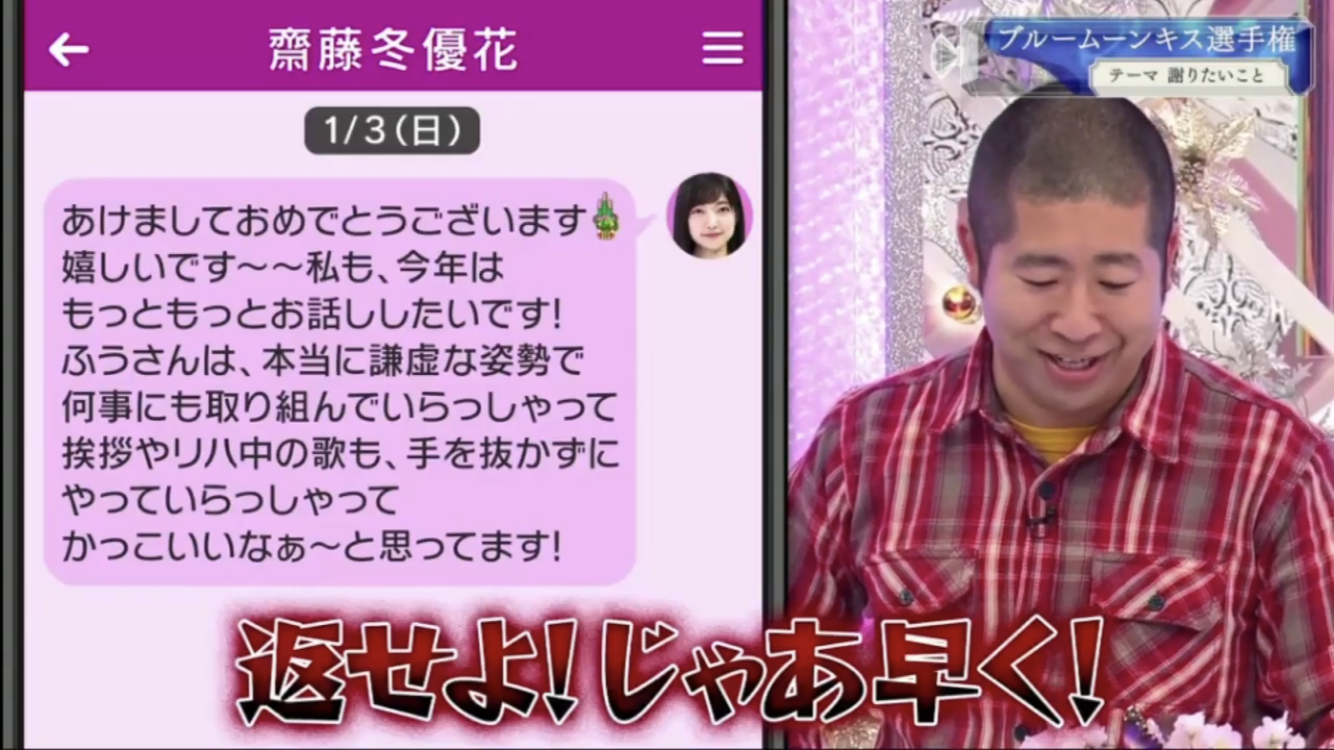 齋藤冬優花
ブルームーンキス選手権
テーマ 謝りたいこと
1/3(日)
あけましておめでとうございます
嬉しいです〜〜私も、今年は
もっともっとお話ししたいです!
ふうさんは、本当に謙虚な姿勢で
何事にも取り組んでいらっしゃって
挨拶やリハ中の歌も、手を抜かずに
やっていらっしゃって
かっこいいなぁ〜と思ってます!
返せよ!じゃあ早く!